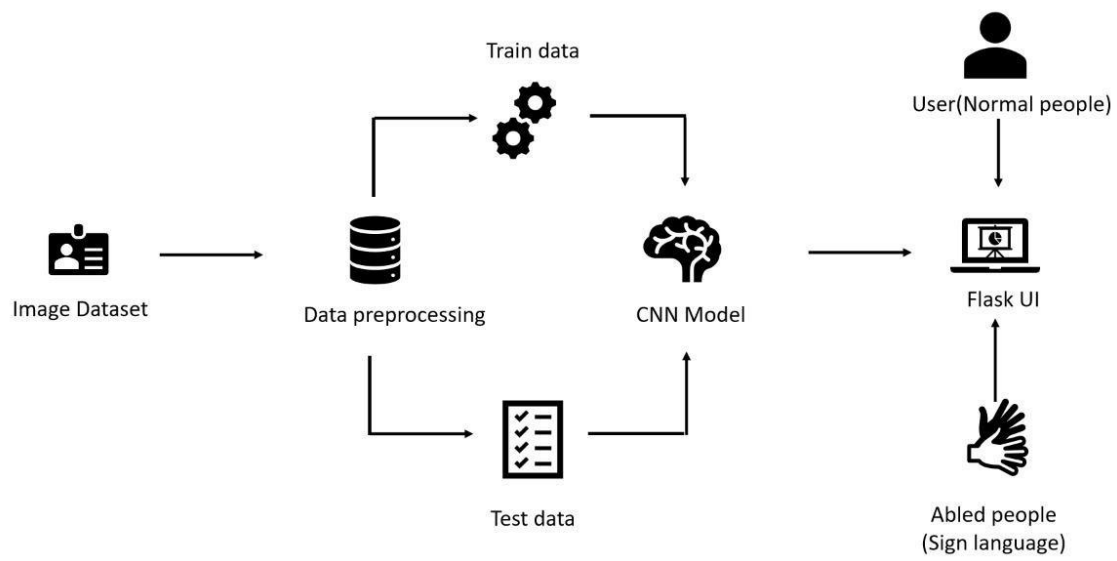 Train data
User(Normal people)
Image Dataset
Data preprocessing
CNN Model
Flask UI
Test data
Abled people
(Sign language)